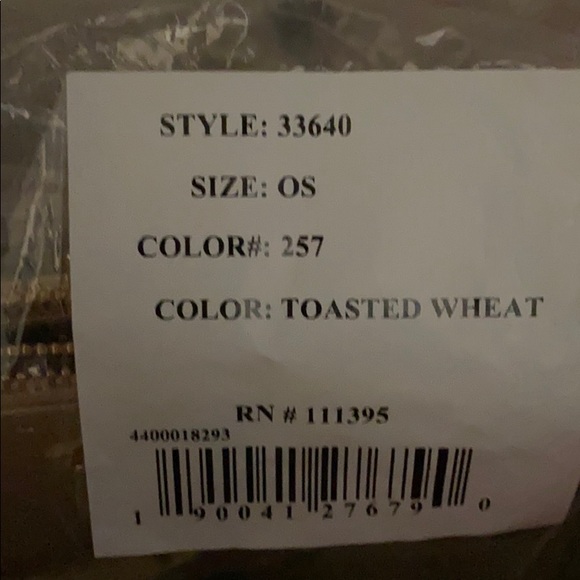 STYLE: 33640
SIZE: OS
COLOR#: 257
COLOR: TOASTED WHEAT
RN # 111395
4400018293
1 90041 27679 0